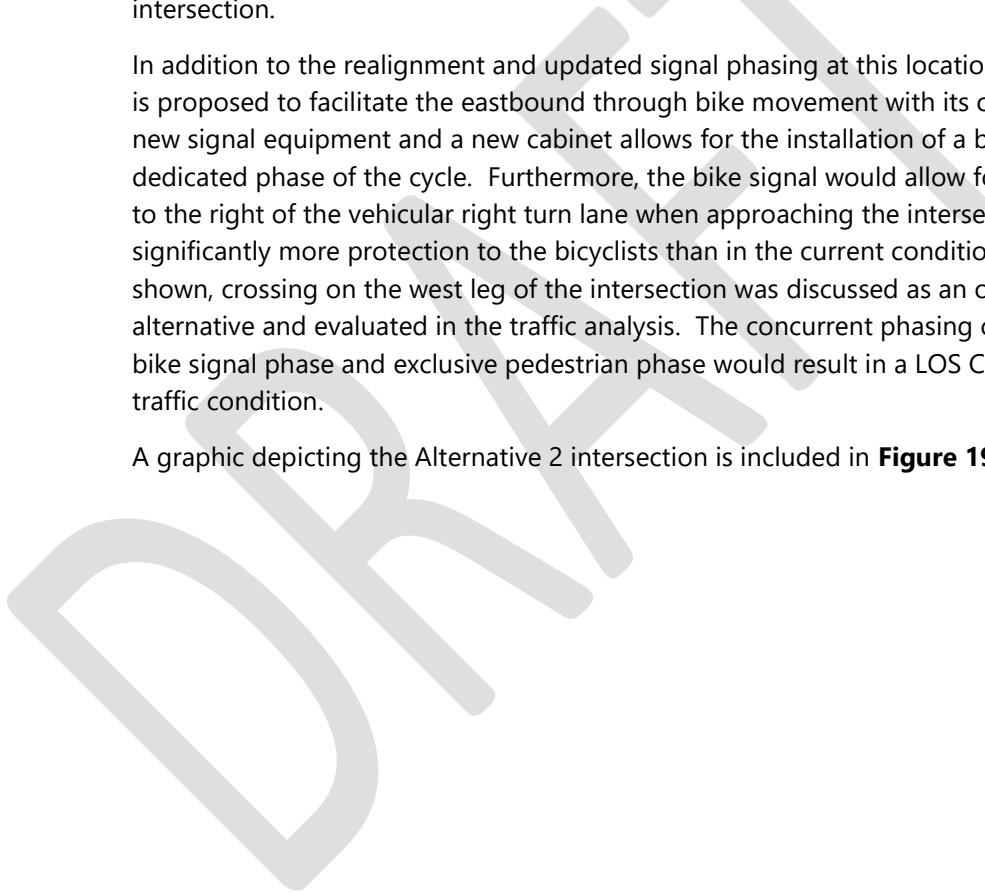 intersection.
In addition to the realignment and updated signal phasing at this locatio
is proposed to facilitate the eastbound through bike movement with its
new signal equipment and a new cabinet allows for the installation of a
dedicated phase of the cycle. Furthermore, the bike signal would allow
to the right of the vehicular right turn lane when approaching the interse
significantly more protection to the bicyclists than in the current conditio
shown, crossing on the west leg of the intersection was discussed as an
alternative and evaluated in the traffic analysis. The concurrent phasing
bike signal phase and exclusive pedestrian phase would result in a LOS C
traffic condition.
A graphic depicting the Alternative 2 intersection is included in Figure 19
DRAFT